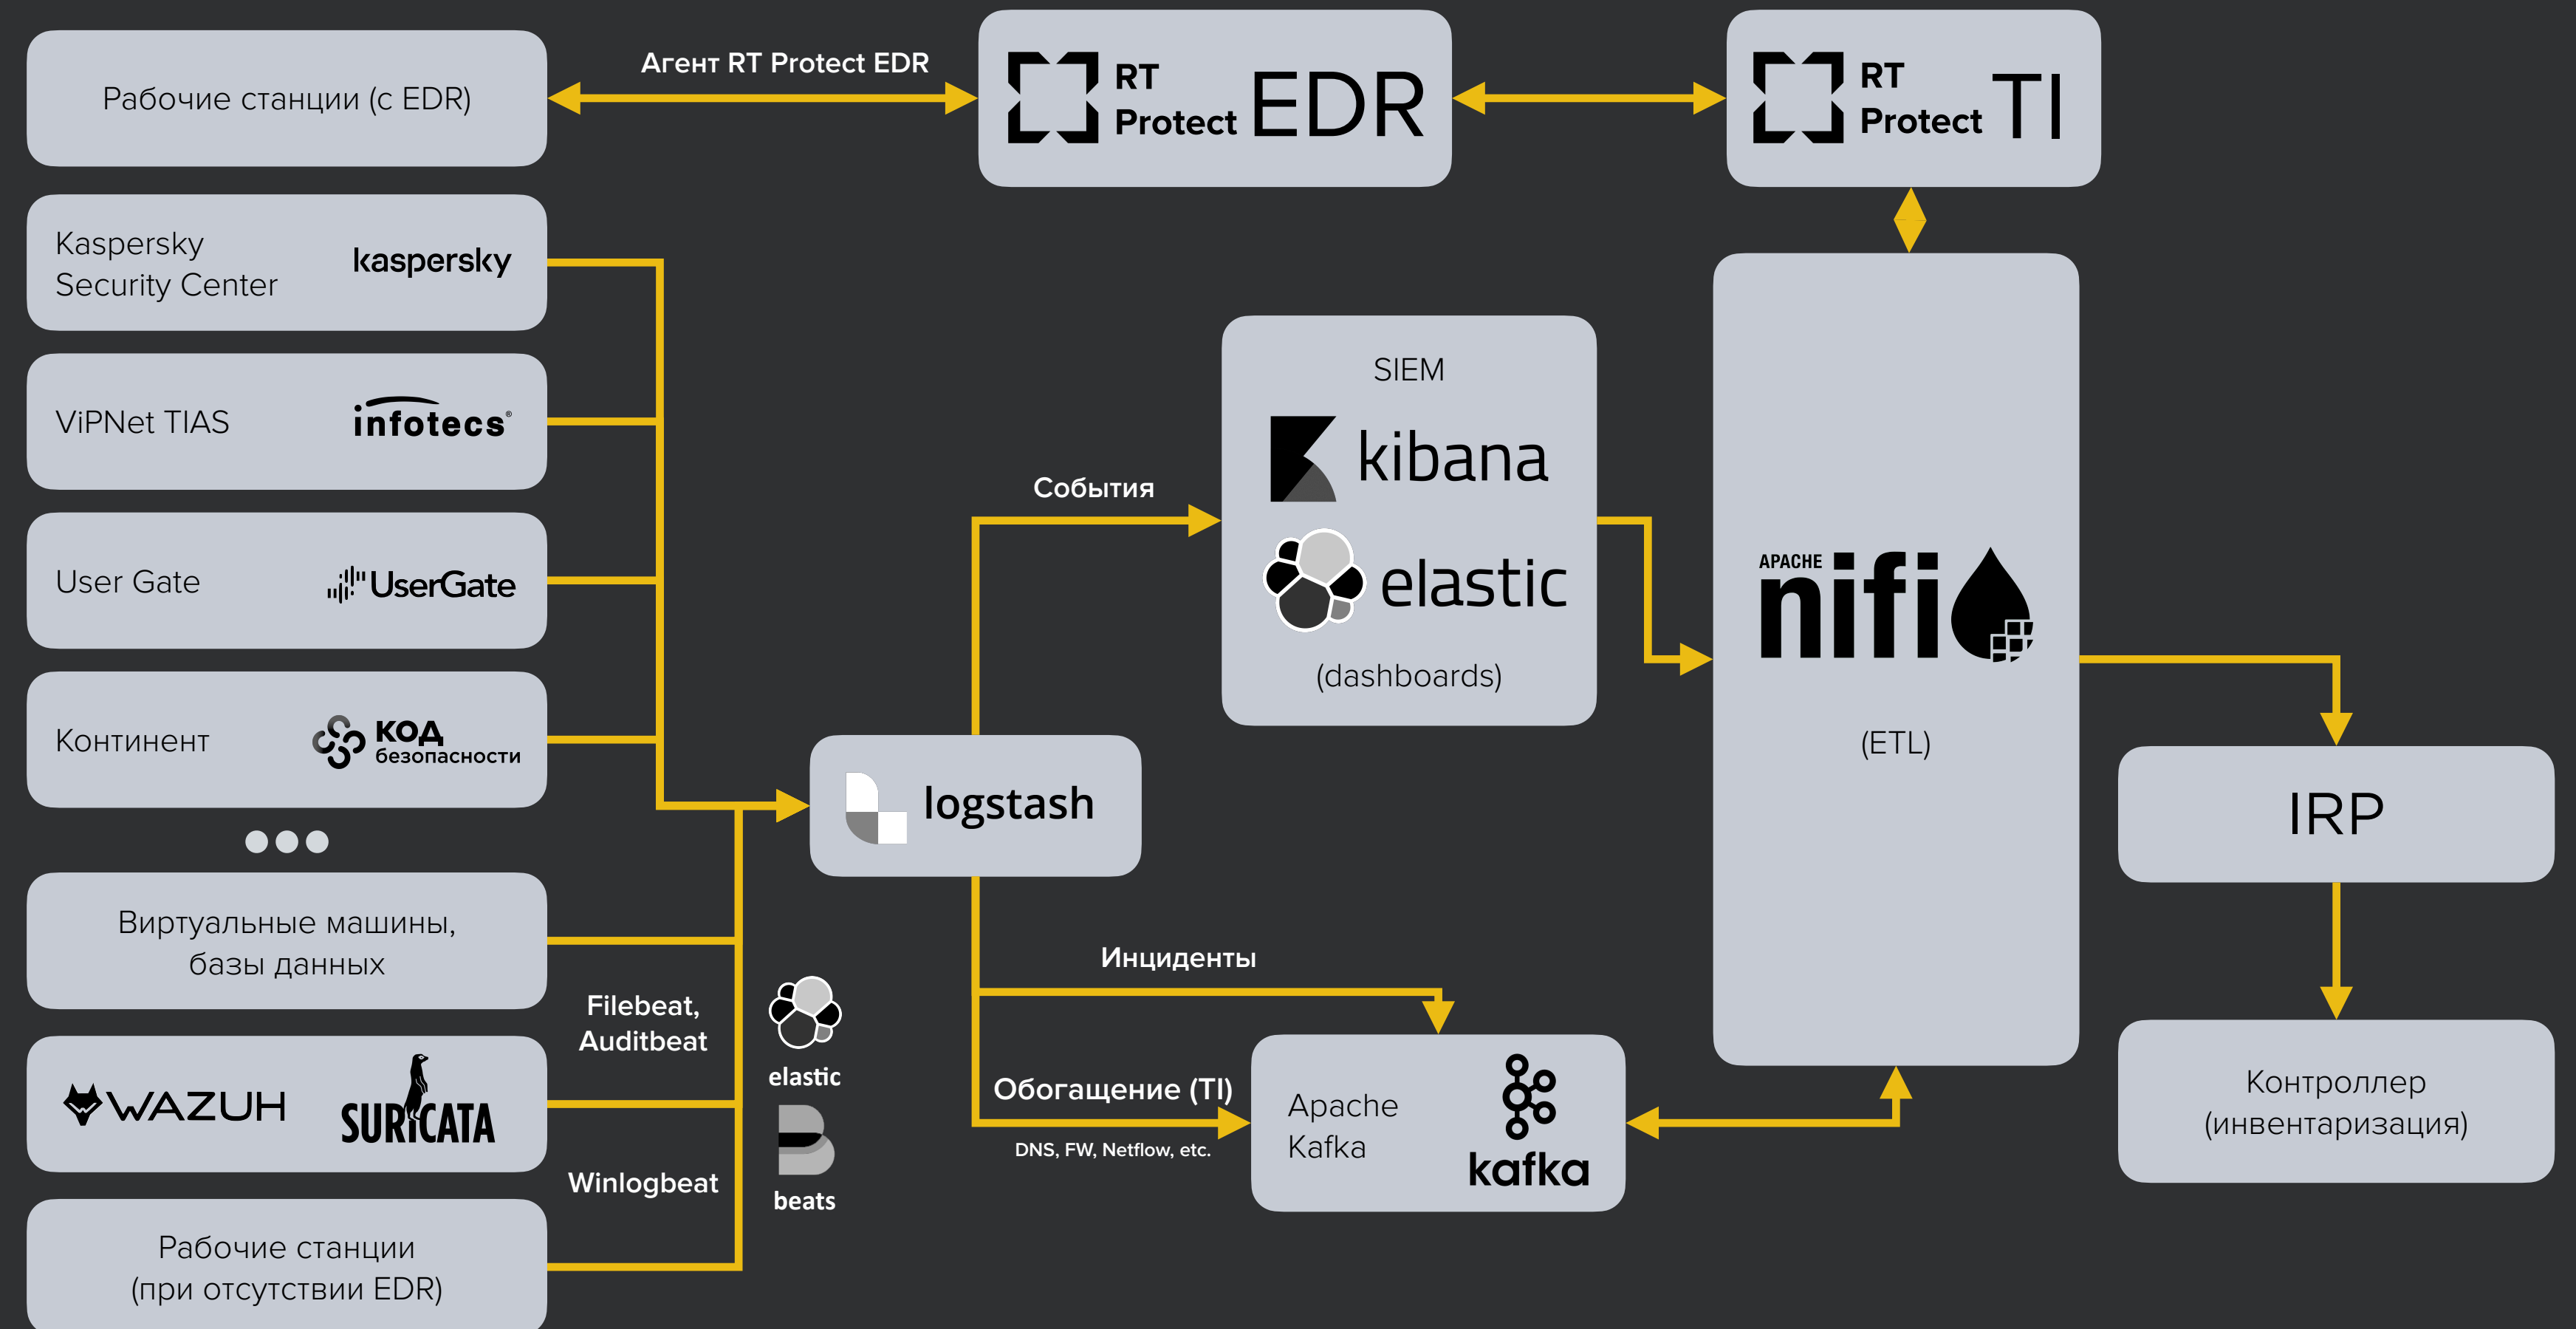 Рабочие станции (с EDR)
Агент RT Protect EDR
RT
Protect EDR
RT
Protect TI
Kaspersky
Security Center
kaspersky
ViPNet TIAS
infotecs®
User Gate
UserGate
Континент
код
безопасности
Виртуальные машины,
базы данных
WAZUH
SURiCATA
Рабочие станции
(при отсутствии EDR)
Filebeat,
Auditbeat
Winlogbeat
elastic
beats
logstash
События
SIEM
kibana
elastic
(dashboards)
Инциденты
Обогащение (TI)
DNS, FW, Netflow, etc.
Apache
Kafka
kafka
APACHE
nifi
(ETL)
IRP
Контроллер
(инвентаризация)